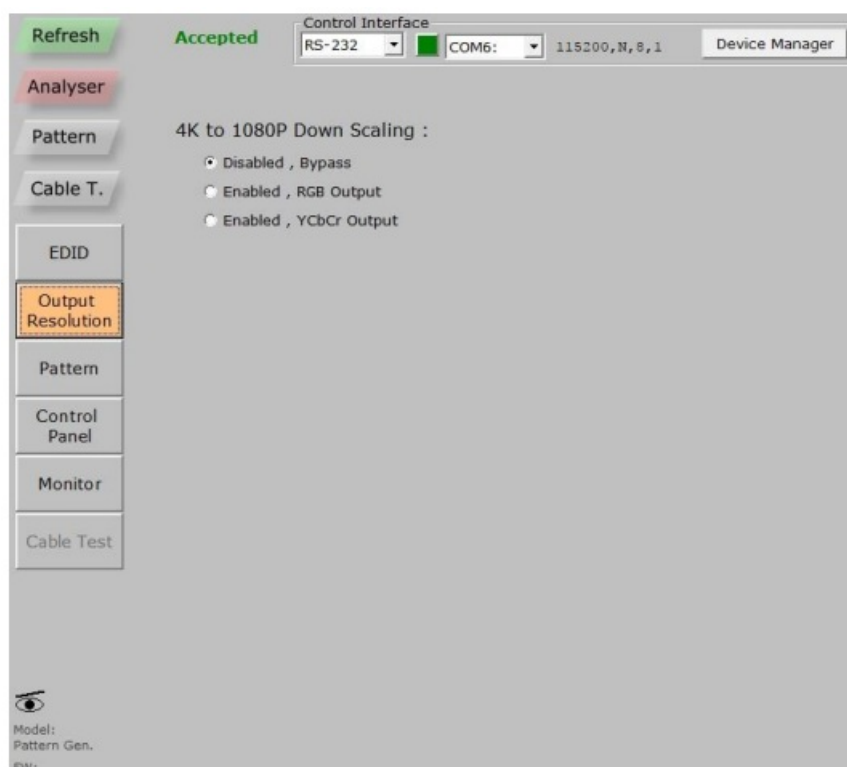 Refresh
Accepted
Control Interface
RS-232
COM6:
115200,N,8,1
Device Manager
Analyser
Pattern
Cable T.
4K to 1080P Down Scaling :
Disabled , Bypass
Enabled , RGB Output
Enabled , YCbCr Output
EDID
Output
Resolution
Pattern
Control
Panel
Monitor
Cable Test
Model:
Pattern Gen.